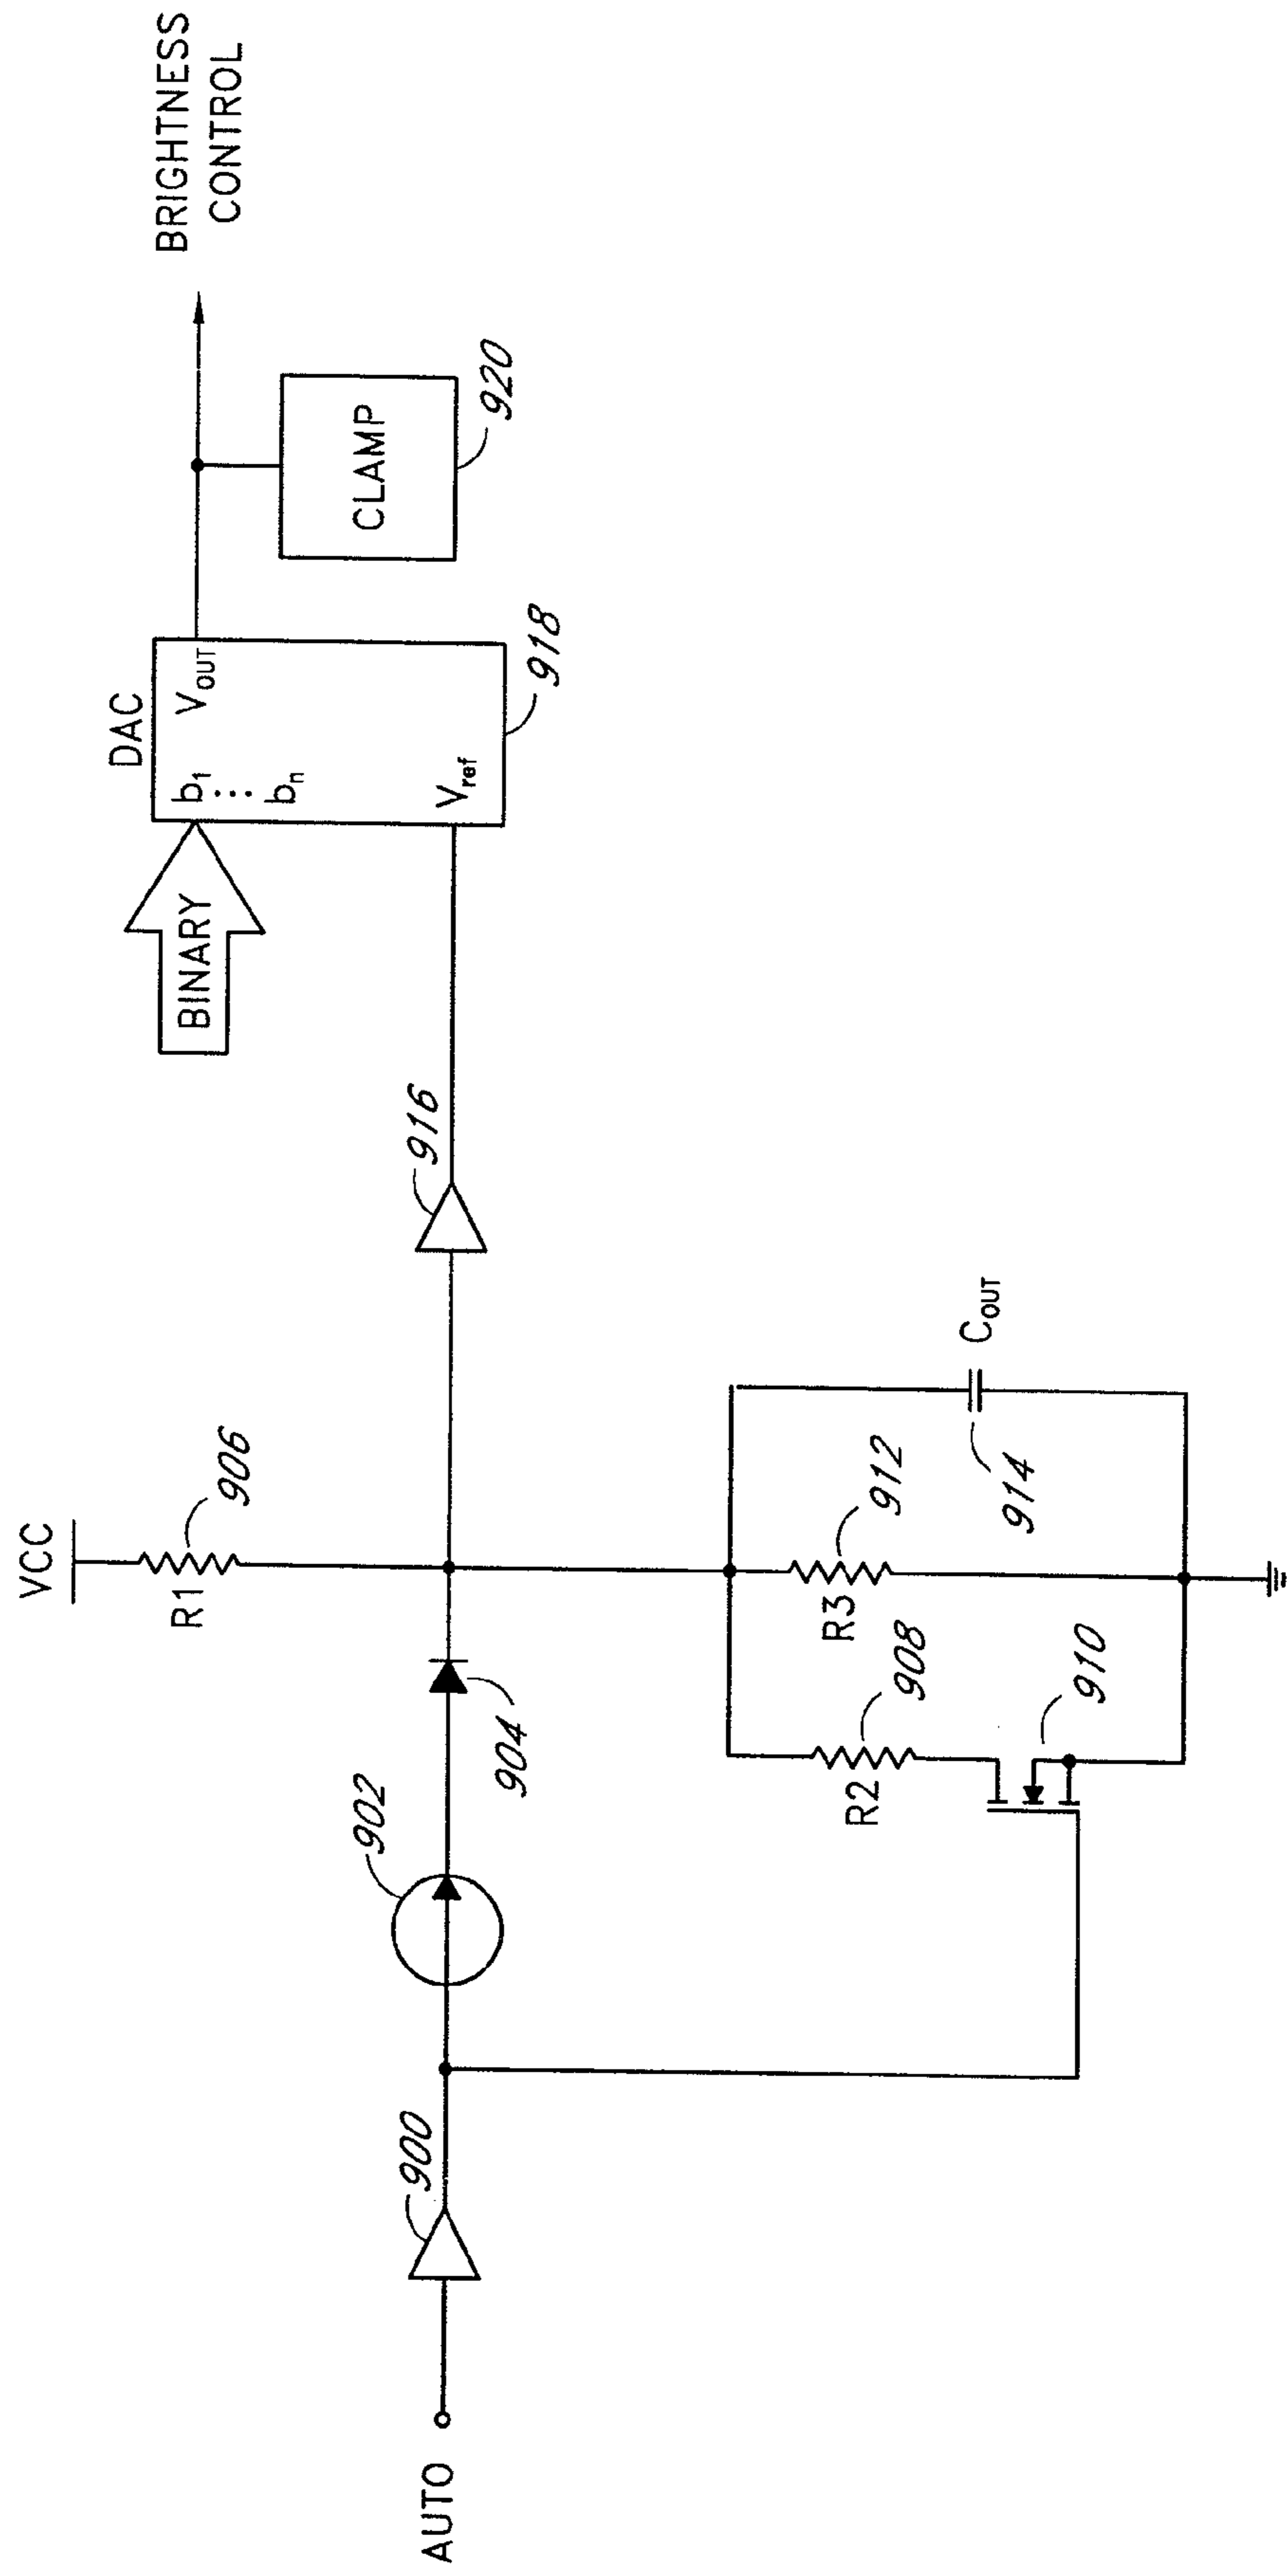 BRIGHTNESS
CONTROL
DAC
b1
⋮
bn
VOUT
Vref
BINARY
CLAMP
920
918
916
VCC
R1
906
902
904
900
AUTO
R2
908
R3
912
910
COUT
914